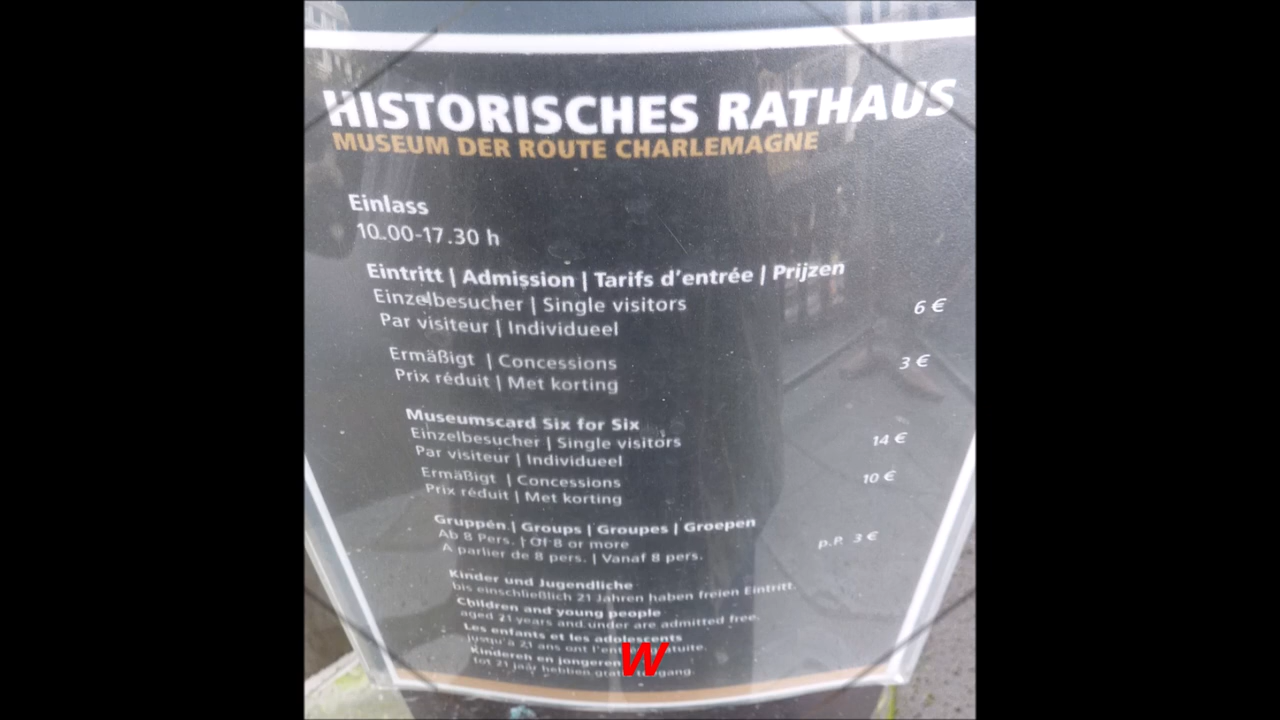 HISTORISCHES RATHAUS
MUSEUM DER ROUTE CHARLEMAGNE
Einlass
10.00-17.30 h
Eintritt | Admission | Tarifs d'entrée | Prijzen
Einzelbesucher | Single visitors 6 €
Par visiteur | Individueel
Ermäßigt | Concessions 3 €
Prix réduit | Met korting
Museumscard Six for Six
Einzelbesucher | Single visitors 14 €
Par visiteur | Individueel
Ermäßigt | Concessions 10 €
Prix réduit | Met korting
Gruppen | Groups | Groupes | Groepen
Ab 8 Pers. | Of 8 or more p.P. 3 €
A parlier de 8 pers. | Vanaf 8 pers.
Kinder und Jugendliche
bis einschließlich 21 Jahren haben freien Eintritt.
Children and young people
aged 21 years and under are admitted free.
Les enfants et les adolescents
jusqu'à 21 ans ont
Kinderen en jongeren
tot 21 jaar hebben
W